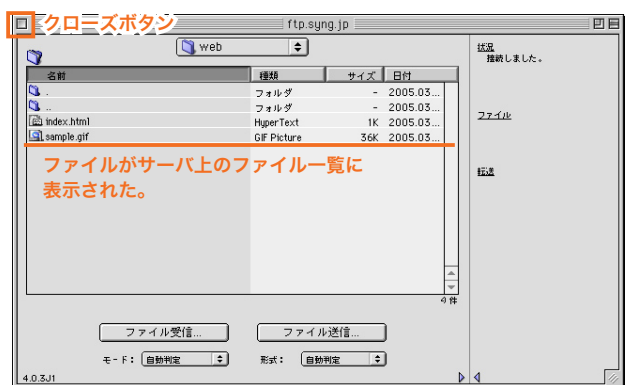 クローズボタン
ftp.syng.jp
web
名前 種類 サイズ 日付
. フォルダ - 2005.03...
.. フォルダ - 2005.03...
index.html HyperText 1K 2005.03...
sample.gif GIF Picture 36K 2005.03...
ファイルがサーバ上のファイル一覧に
表示された。
4 件
ファイル受信... ファイル送信...
モード: 自動判定 形式: 自動判定
4.0.3J1
状況
接続しました。
ファイル
転送